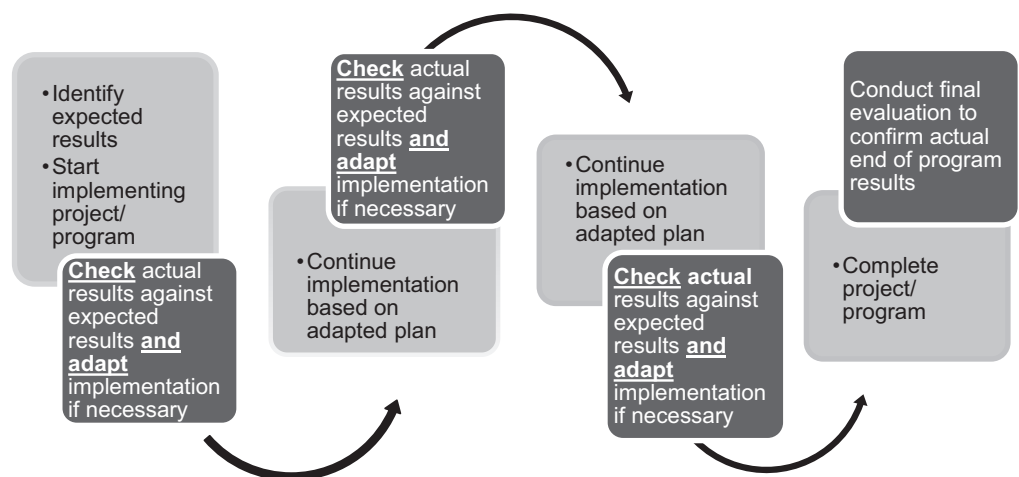 •Identify
expected
results
•Start
implementing
project/
program
Check actual
results against
expected
results and
adapt
implementation
if necessary
Check actual
results against
expected
results and
adapt
implementation
if necessary
•Continue
implementation
based on
adapted plan
•Continue
implementation
based on
adapted plan
Check actual
results against
expected
results and
adapt
implementation
if necessary
Conduct final
evaluation to
confirm actual
end of program
results
•Complete
project/
program